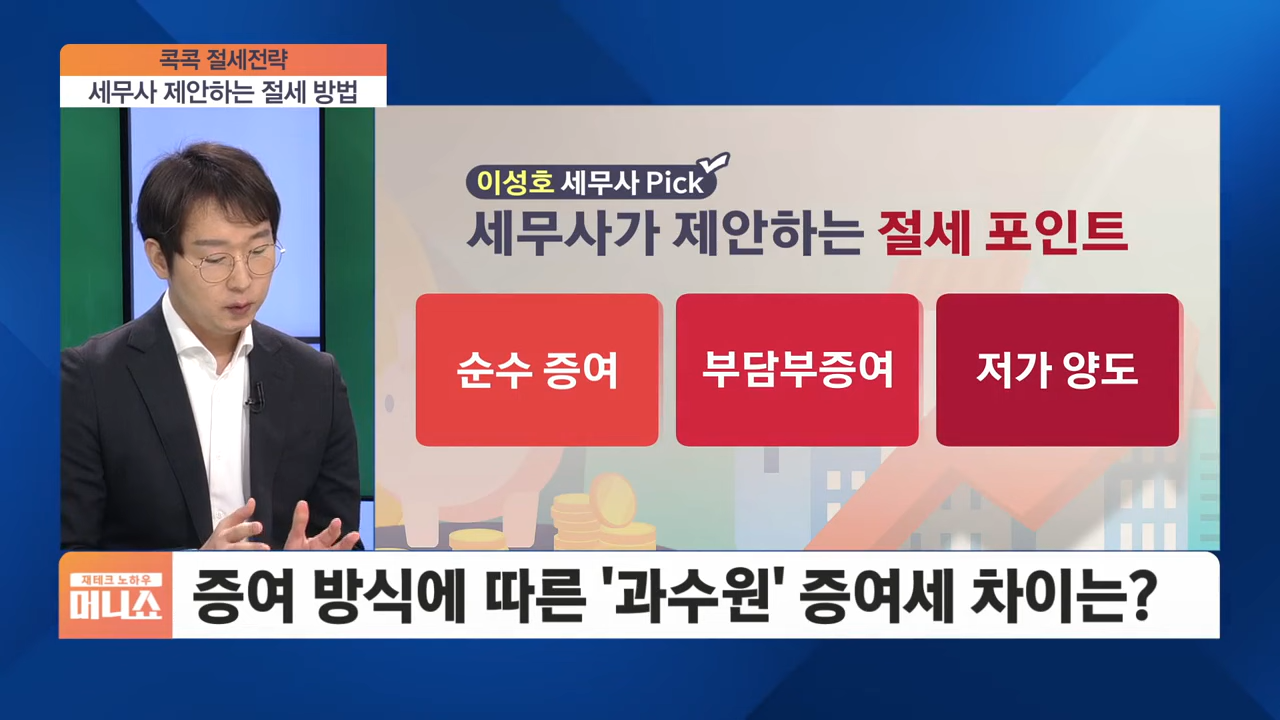 콕콕 절세전략
세무사 제안하는 절세 방법
이성호 세무사 Pick
세무사가 제안하는 절세 포인트
순수 증여
부담부증여
저가 양도
재테크 노하우
머니쇼
증여 방식에 따른 '과수원' 증여세 차이는?